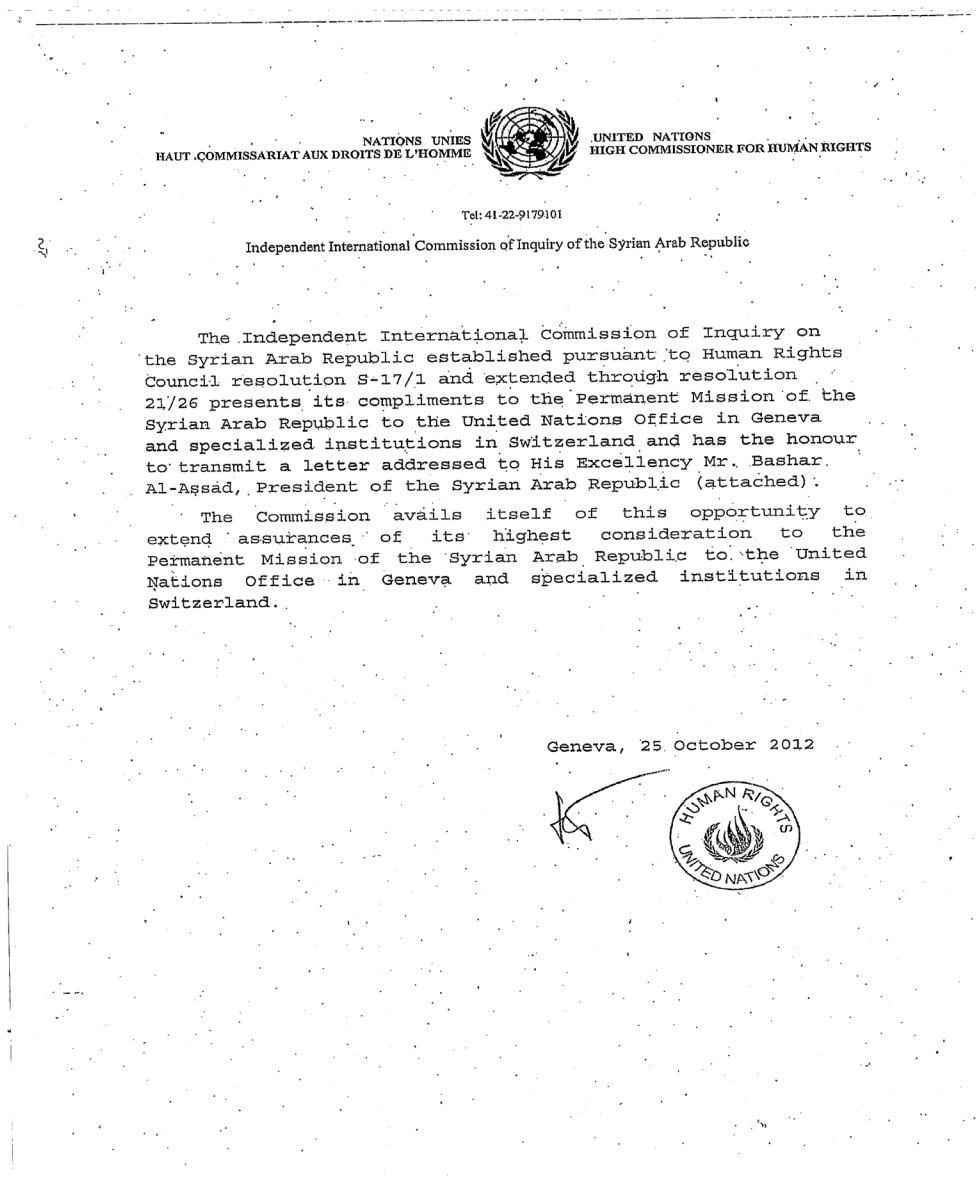 NATIONS UNIES
HAUT COMMISSARIAT AUX DROITS DE L'HOMME
UNITED NATIONS
HIGH COMMISSIONER FOR HUMAN RIGHTS
Tel: 41-22-9179101
Independent International Commission of Inquiry of the Syrian Arab Republic
The Independent International Commission of Inquiry on
the Syrian Arab Republic established pursuant to Human Rights
Council resolution S-17/1 and extended through resolution
21/26 presents its compliments to the Permanent Mission of the
Syrian Arab Republic to the United Nations Office in Geneva
and specialized institutions in Switzerland and has the honour
to transmit a letter addressed to His Excellency Mr. Bashar
Al-Assad, President of the Syrian Arab Republic (attached).
The Commission avails itself of this opportunity to
extend assurances of its highest consideration to the
Permanent Mission of the Syrian Arab Republic to the United
Nations Office in Geneva and specialized institutions in
Switzerland.
Geneva, 25 October 2012
HUMAN RIGHTS
UNITED NATIONS